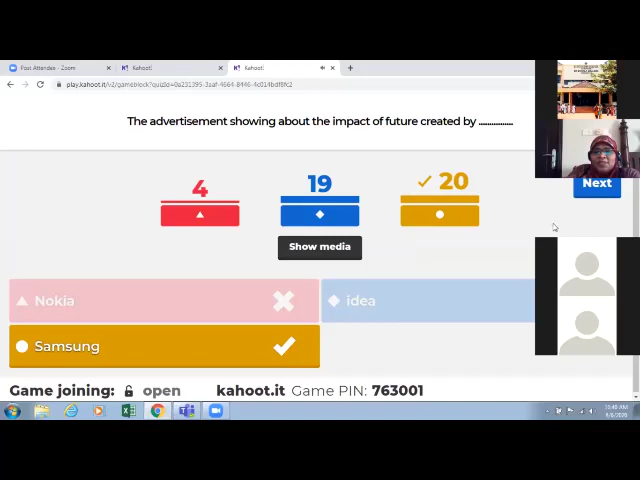 Post Attendes - Zoom
Kahoot!
Kahoot!
play.kahoot.it/v2/gameblock?quizId=0a231395-3aaf-4664-8446-4c014bdf8fc2
The advertisement showing about the impact of future created by ................
4
19
20
Next
Show media
Nokia
idea
Samsung
Game joining: open kahoot.it Game PIN: 763001